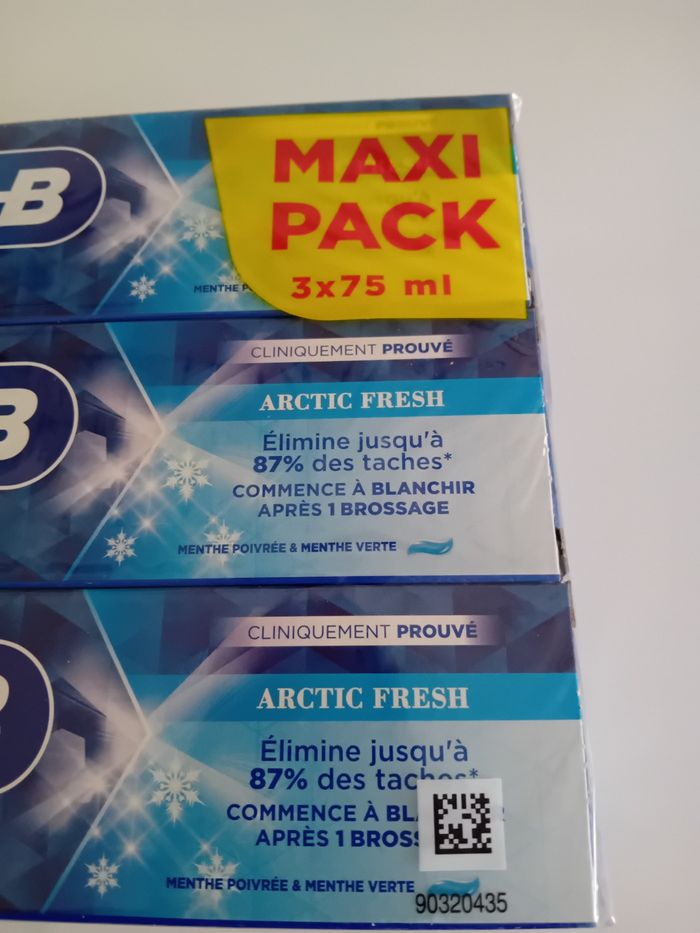 -B
MAXI
PACK
3x75 ml
MENTHE P
CLINIQUEMENT PROUVÉ
B
ARCTIC FRESH
Élimine jusqu'à
87% des taches*
COMMENCE À BLANCHIR
APRÈS 1 BROSSAGE
MENTHE POIVRÉE & MENTHE VERTE
CLINIQUEMENT PROUVÉ
ARCTIC FRESH
Élimine jusqu'à
87% des taches*
COMMENCE À BLA R
APRÈS 1 BROSS
MENTHE POIVRÉE & MENTHE VERTE
90320435